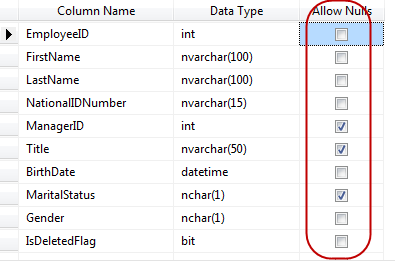 Column Name Data Type Allow Nulls
EmployeeID int
FirstName nvarchar(100)
LastName nvarchar(100)
NationalIDNumber nvarchar(15)
ManagerID int
Title nvarchar(50)
BirthDate datetime
MaritalStatus nchar(1)
Gender nchar(1)
IsDeletedFlag bit